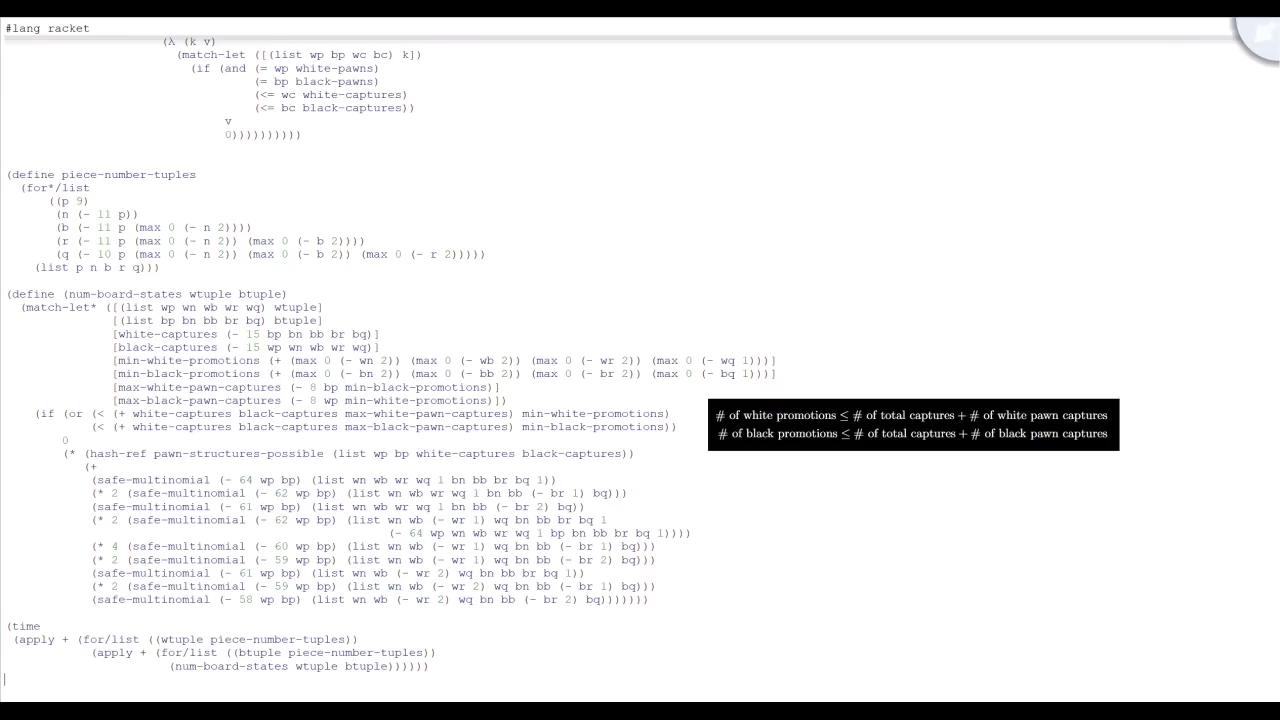 #lang racket
(λ (k v)
(match-let ([(list wp bp wc bc) k])
(if (and (= wp white-pawns)
(= bp black-pawns)
(<= wc white-captures)
(<= bc black-captures))
v
0))))))))))
(define piece-number-tuples
(for*/list
((p 9)
(n (- 11 p))
(b (- 11 p (max 0 (- n 2))))
(r (- 11 p (max 0 (- n 2)) (max 0 (- b 2))))
(q (- 10 p (max 0 (- n 2)) (max 0 (- b 2)) (max 0 (- r 2)))))
(list p n b r q)))
(define (num-board-states wtuple btuple)
(match-let* ([(list wp wn wb wr wq) wtuple]
[(list bp bn bb br bq) btuple]
[white-captures (- 15 bp bn bb br bq)]
[black-captures (- 15 wp wn wb wr wq)]
[min-white-promotions (+ (max 0 (- wn 2)) (max 0 (- wb 2)) (max 0 (- wr 2)) (max 0 (- wq 1)))]
[min-black-promotions (+ (max 0 (- bn 2)) (max 0 (- bb 2)) (max 0 (- br 2)) (max 0 (- bq 1)))]
[max-white-pawn-captures (- 8 bp min-black-promotions)]
[max-black-pawn-captures (- 8 wp min-white-promotions)])
(if (or (< (+ white-captures black-captures max-white-pawn-captures) min-white-promotions)
(< (+ white-captures black-captures max-black-pawn-captures) min-black-promotions))
0
(* (hash-ref pawn-structures-possible (list wp bp white-captures black-captures))
(+
(safe-multinomial (- 64 wp bp) (list wn wb wr wq 1 bn bb br bq 1))
(* 2 (safe-multinomial (- 62 wp bp) (list wn wb wr wq 1 bn bb (- br 1) bq)))
(safe-multinomial (- 61 wp bp) (list wn wb wr wq 1 bn bb (- br 2) bq))
(* 2 (safe-multinomial (- 62 wp bp) (list wn wb (- wr 1) wq bn bb br bq 1
(- 64 wp wn wb wr wq 1 bp bn bb br bq 1))))
(* 4 (safe-multinomial (- 60 wp bp) (list wn wb (- wr 1) wq bn bb (- br 1) bq)))
(* 2 (safe-multinomial (- 59 wp bp) (list wn wb (- wr 1) wq bn bb (- br 2) bq)))
(safe-multinomial (- 61 wp bp) (list wn wb (- wr 2) wq bn bb br bq 1))
(* 2 (safe-multinomial (- 59 wp bp) (list wn wb (- wr 2) wq bn bb (- br 1) bq)))
(safe-multinomial (- 58 wp bp) (list wn wb (- wr 2) wq bn bb (- br 2) bq)))))))
# of white promotions ≤ # of total captures + # of white pawn captures
# of black promotions ≤ # of total captures + # of black pawn captures
(time
(apply + (for/list ((wtuple piece-number-tuples))
(apply + (for/list ((btuple piece-number-tuples))
(num-board-states wtuple btuple))))))